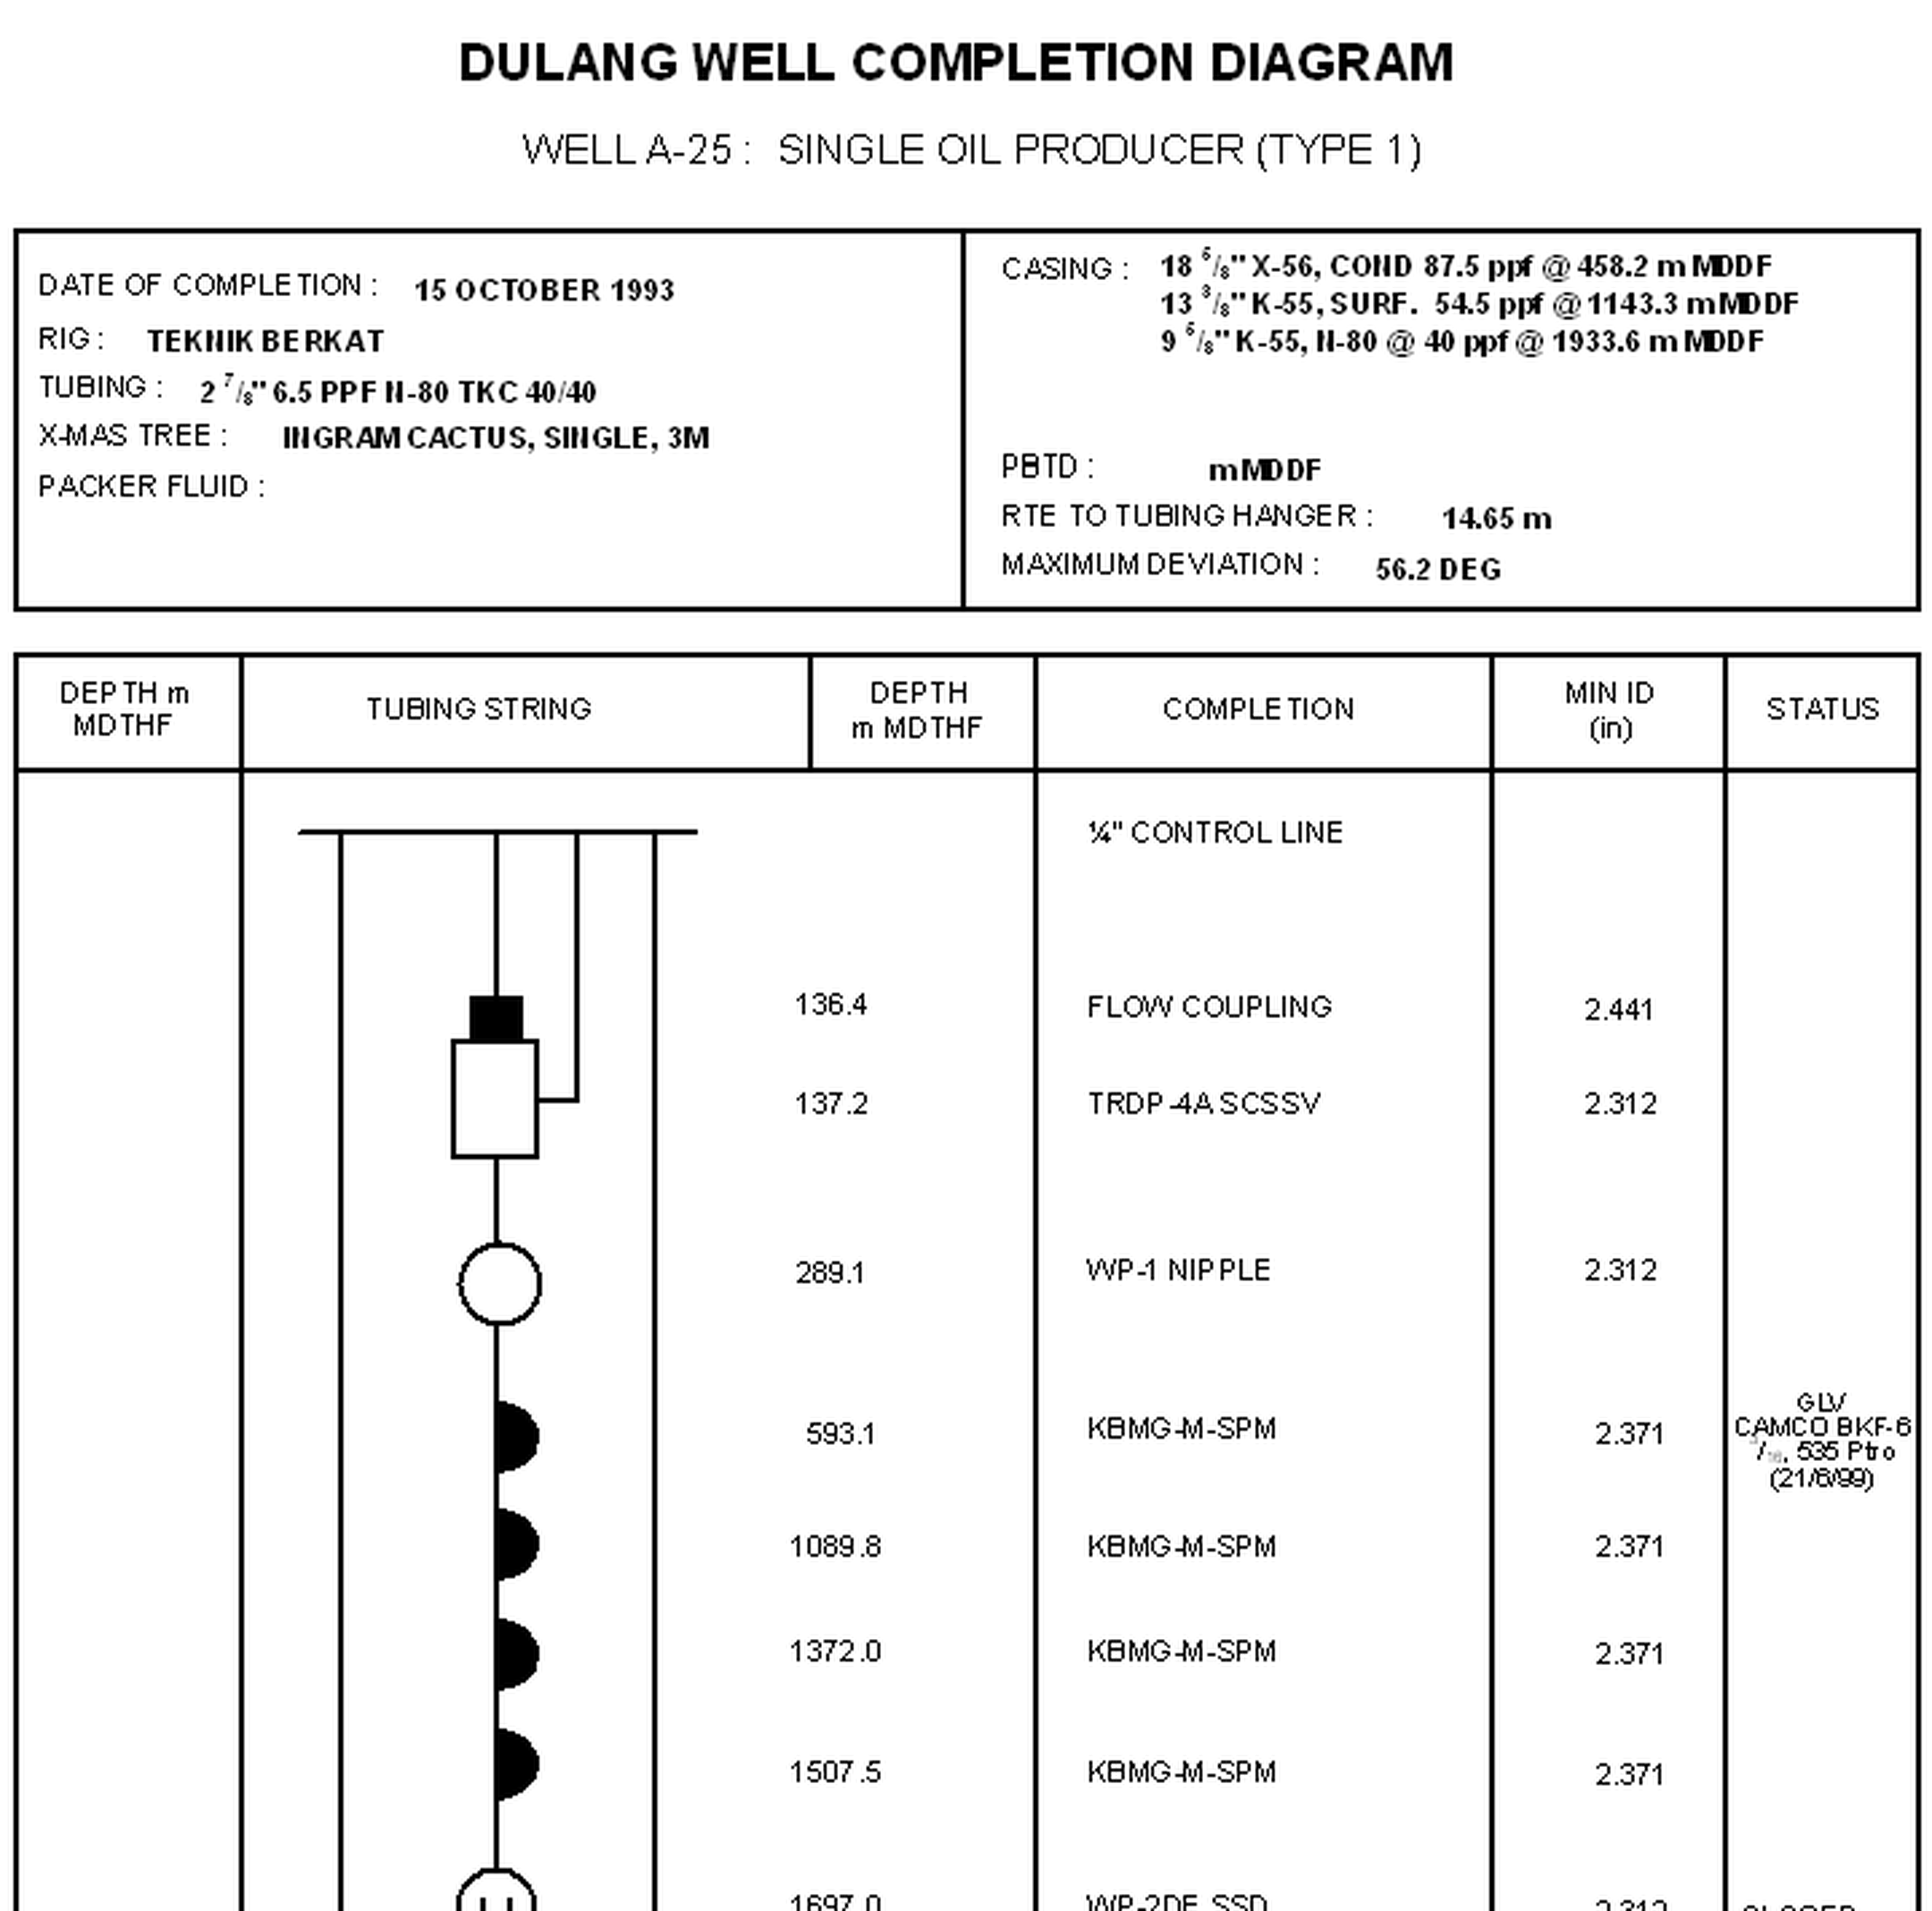 DULANG WELL COMPLETION DIAGRAM
WELL A-25 : SINGLE OIL PRODUCER (TYPE 1)
DATE OF COMPLETION : 15 OCTOBER 1993
RIG : TEKNIK BERKAT
TUBING : 2 7/8" 6.5 PPF N-80 TKC 40/40
X-MAS TREE : INGRAM CACTUS, SINGLE, 3M
PACKER FLUID :
CASING : 18 5/8" X-56, COND 87.5 ppf @ 458.2 m MDDF
13 3/8" K-55, SURF. 54.5 ppf @ 1143.3 m MDDF
9 5/8" K-55, N-80 @ 40 ppf @ 1933.6 m MDDF
PBTD : m MDDF
RTE TO TUBING HANGER : 14.65 m
MAXIMUM DEVIATION : 56.2 DEG
DEPTH m MDTHF
TUBING STRING
DEPTH m MDTHF
COMPLETION
MIN ID (in)
STATUS
¼" CONTROL LINE
136.4 FLOW COUPLING 2.441
137.2 TRDP-4A SCSSV 2.312
289.1 WP-1 NIPPLE 2.312
593.1 KBMG-M-SPM 2.371
GLV
CAMCO BKF-6
535 Ptro
(21/6/99)
1089.8 KBMG-M-SPM 2.371
1372.0 KBMG-M-SPM 2.371
1507.5 KBMG-M-SPM 2.371
1697.0 WP-2DE SSD 2.312